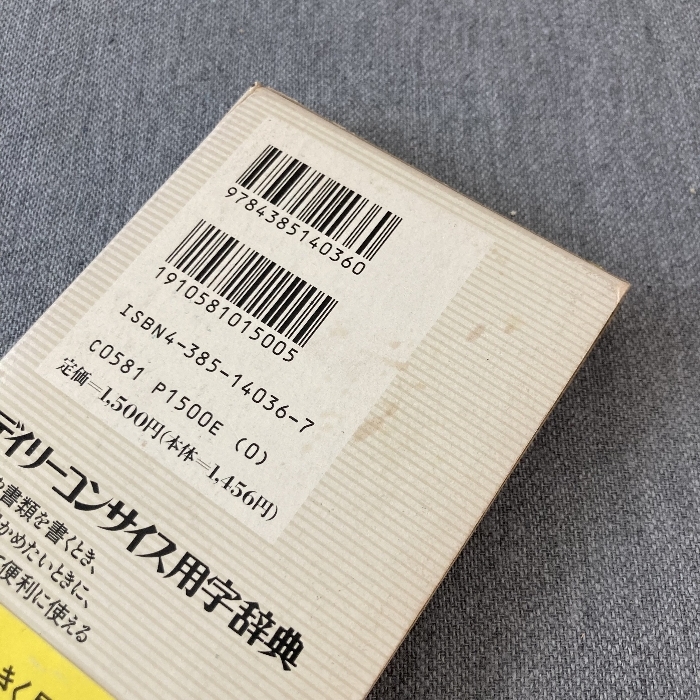 9784385140360
1910581015005
ISBN4-385-14036-7
C0581 P1500E (0)
定価=1,500円(本体=1,456円)
デイリーコンサイス用字辞典
書類を書くとき、
かめたいときに、
便利に使える